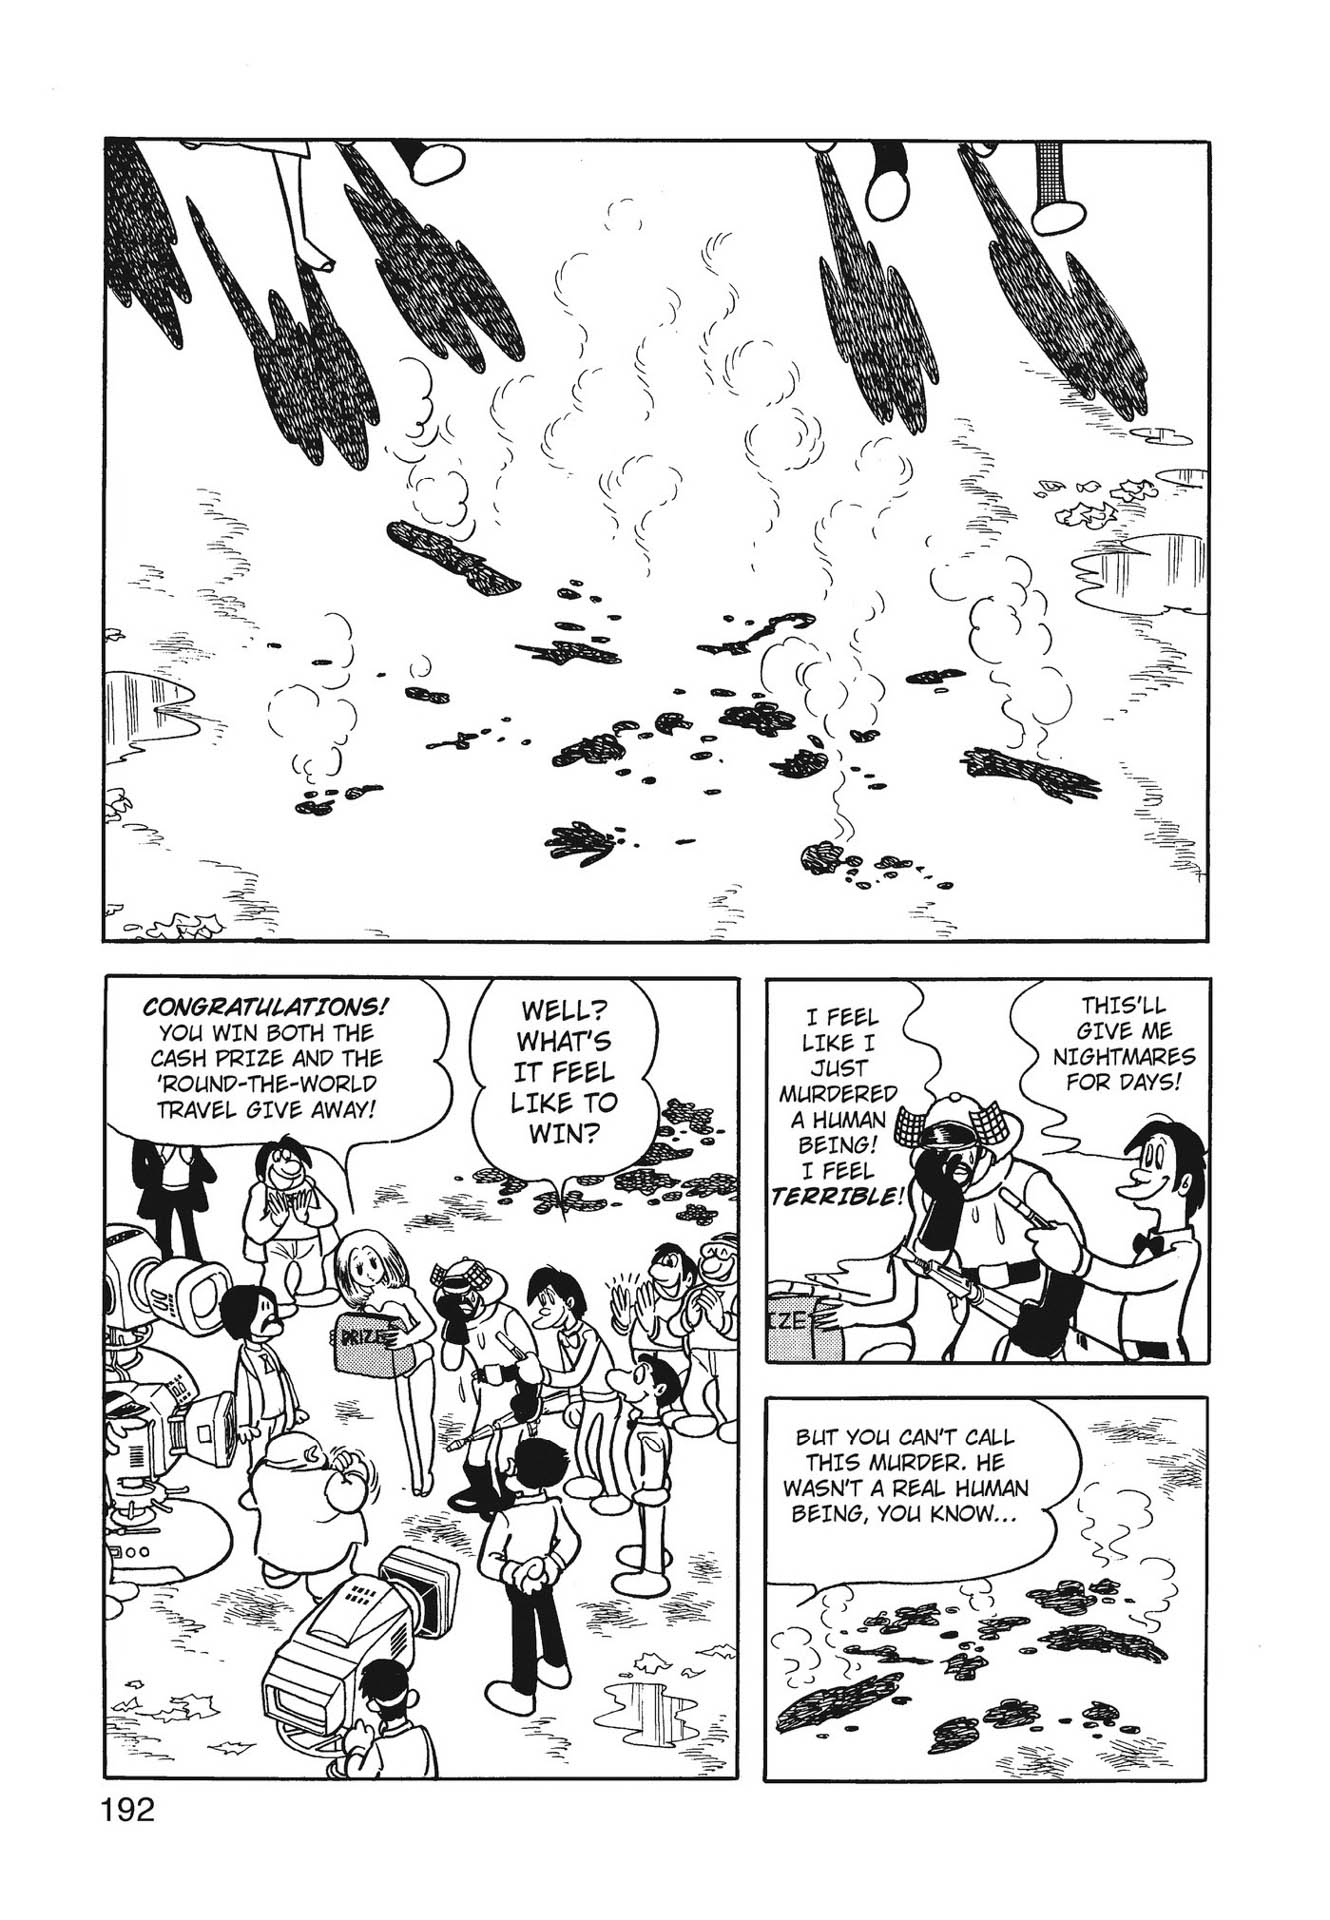 CONGRATULATIONS!
YOU WIN BOTH THE
CASH PRIZE AND THE
'ROUND-THE-WORLD
TRAVEL GIVE AWAY!
WELL?
WHAT'S
IT FEEL
LIKE TO
WIN?
PRIZE
I FEEL
LIKE I
JUST
MURDERED
A HUMAN
BEING!
I FEEL
TERRIBLE!
THIS'LL
GIVE ME
NIGHTMARES
FOR DAYS!
IZE
BUT YOU CAN'T CALL
THIS MURDER. HE
WASN'T A REAL HUMAN
BEING, YOU KNOW...
192